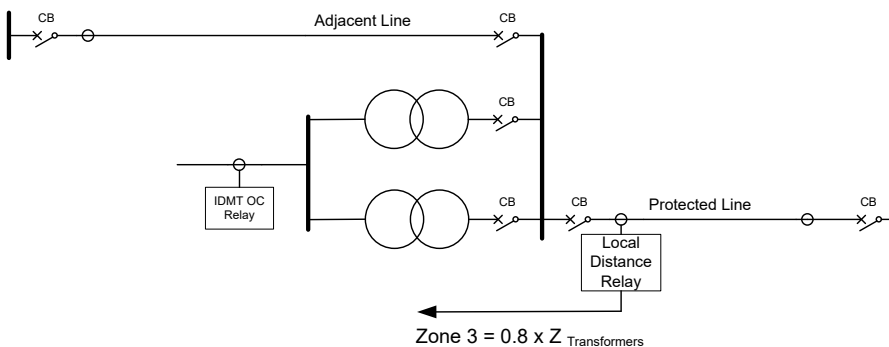 CB
Adjacent Line
CB
CB
IDMT OC
Relay
CB
CB
Protected Line
CB
Local
Distance
Relay
Zone 3 = 0.8 x Z Transformers